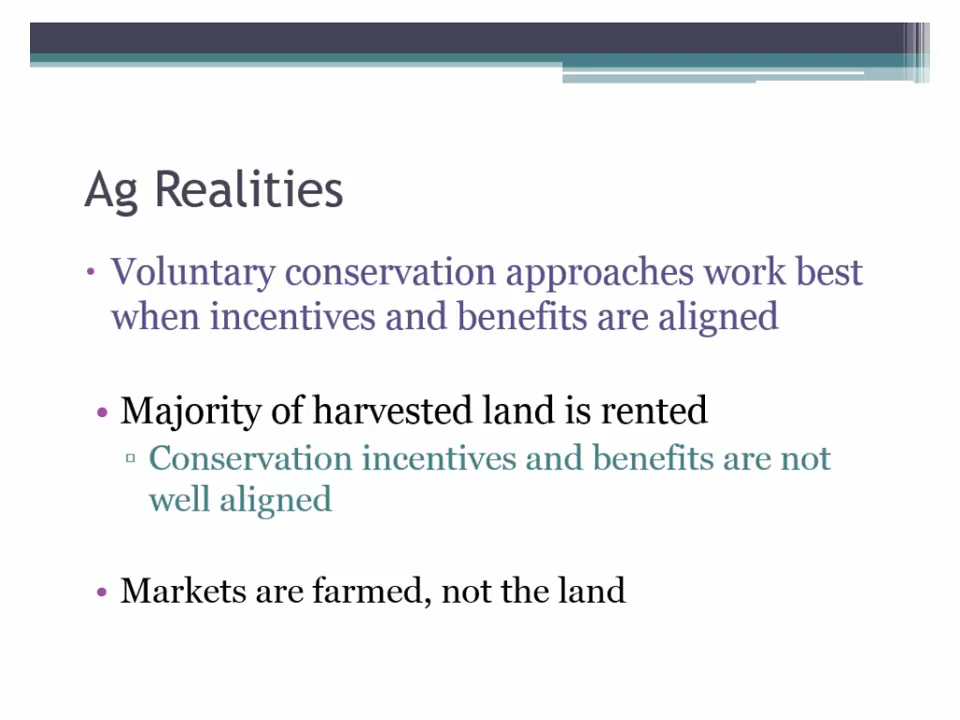 Ag Realities
• Voluntary conservation approaches work best
when incentives and benefits are aligned
• Majority of harvested land is rented
▫ Conservation incentives and benefits are not
well aligned
• Markets are farmed, not the land